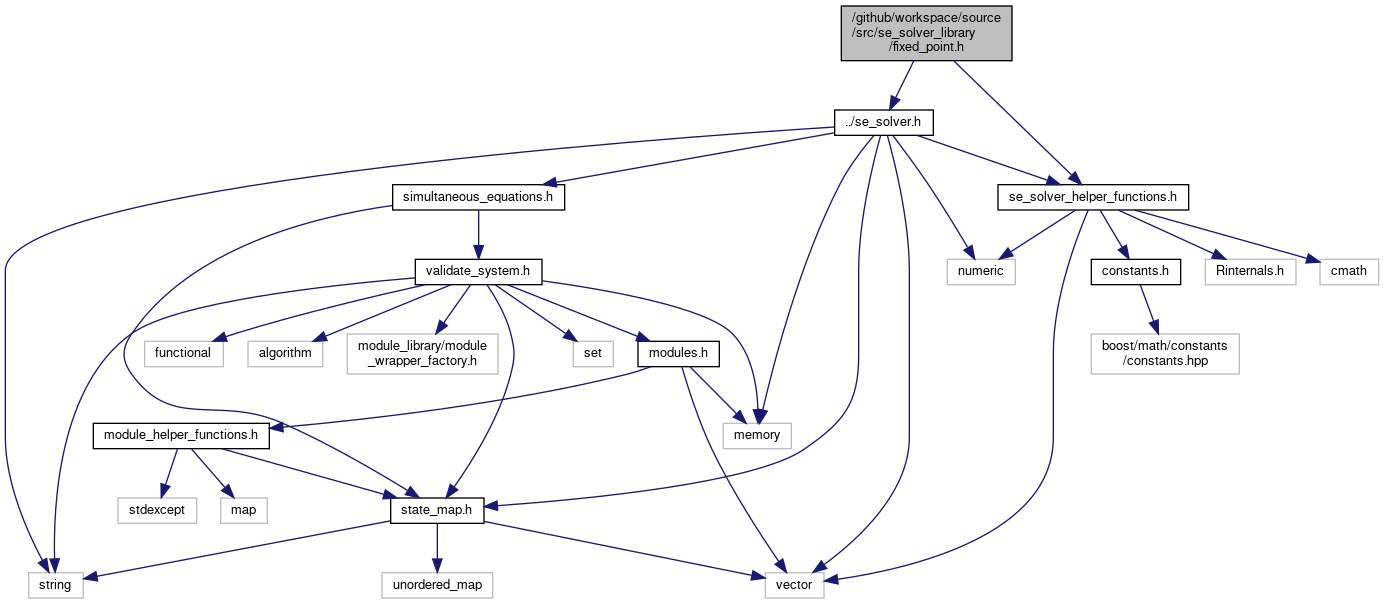 /github/workspace/source
/src/se_solver_library
/fixed_point.h
../se_solver.h
simultaneous_equations.h
se_solver_helper_functions.h
validate_system.h
numeric
constants.h
Rinternals.h
cmath
functional
algorithm
module_library/module
_wrapper_factory.h
set
modules.h
boost/math/constants
/constants.hpp
module_helper_functions.h
memory
stdexcept
map
state_map.h
string
unordered_map
vector